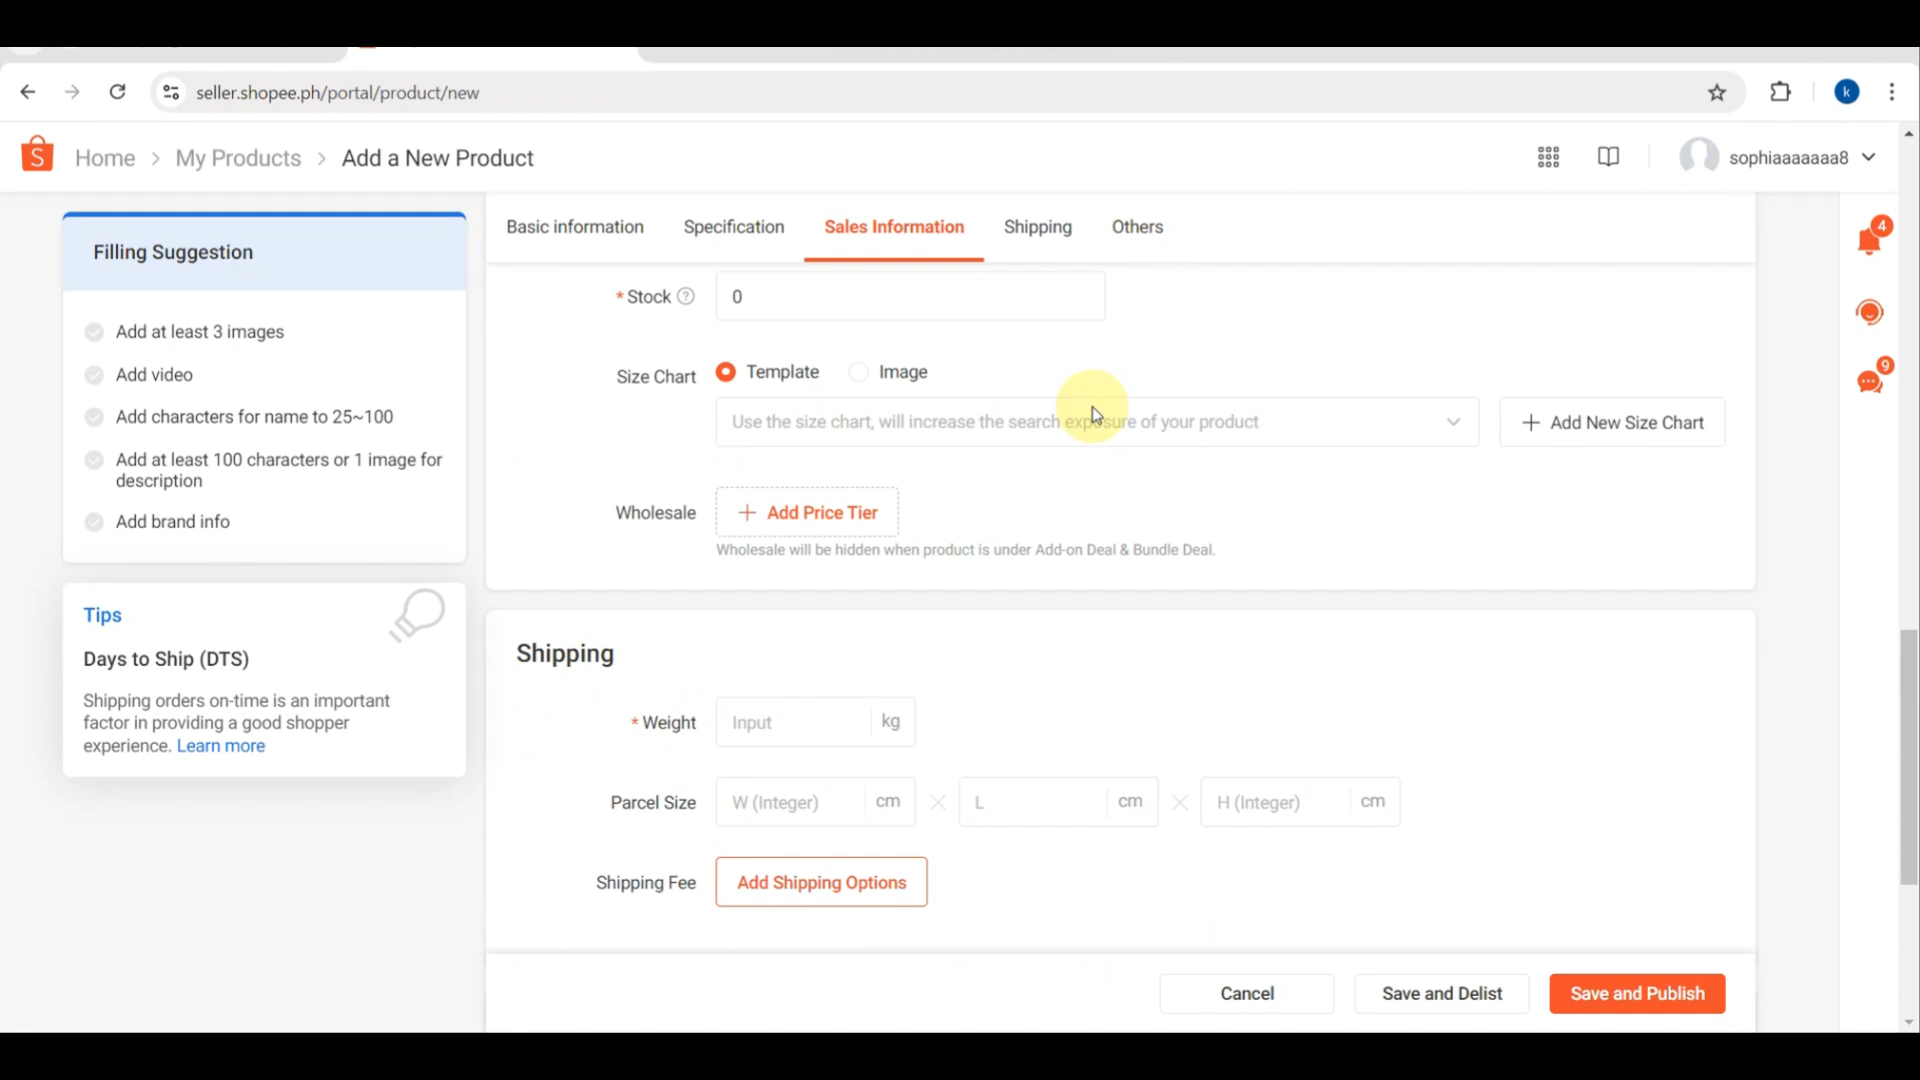 seller.shopee.ph/portal/product/new
k
S
Home > My Products > Add a New Product
sophiaaaaaaa8
Filling Suggestion
Add at least 3 images
Add video
Add characters for name to 25~100
Add at least 100 characters or 1 image for
description
Add brand info
Tips
Days to Ship (DTS)
Shipping orders on-time is an important
factor in providing a good shopper
experience. Learn more
Basic information
Specification
Sales Information
Shipping
Others
* Stock
0
Size Chart
Template
Image
Use the size chart, will increase the search exposure of your product
Add New Size Chart
Wholesale
Add Price Tier
Wholesale will be hidden when product is under Add-on Deal & Bundle Deal.
Shipping
* Weight
Input
kg
Parcel Size
W (Integer)
cm
L
cm
H (Integer)
cm
Shipping Fee
Add Shipping Options
Cancel
Save and Delist
Save and Publish
4
9